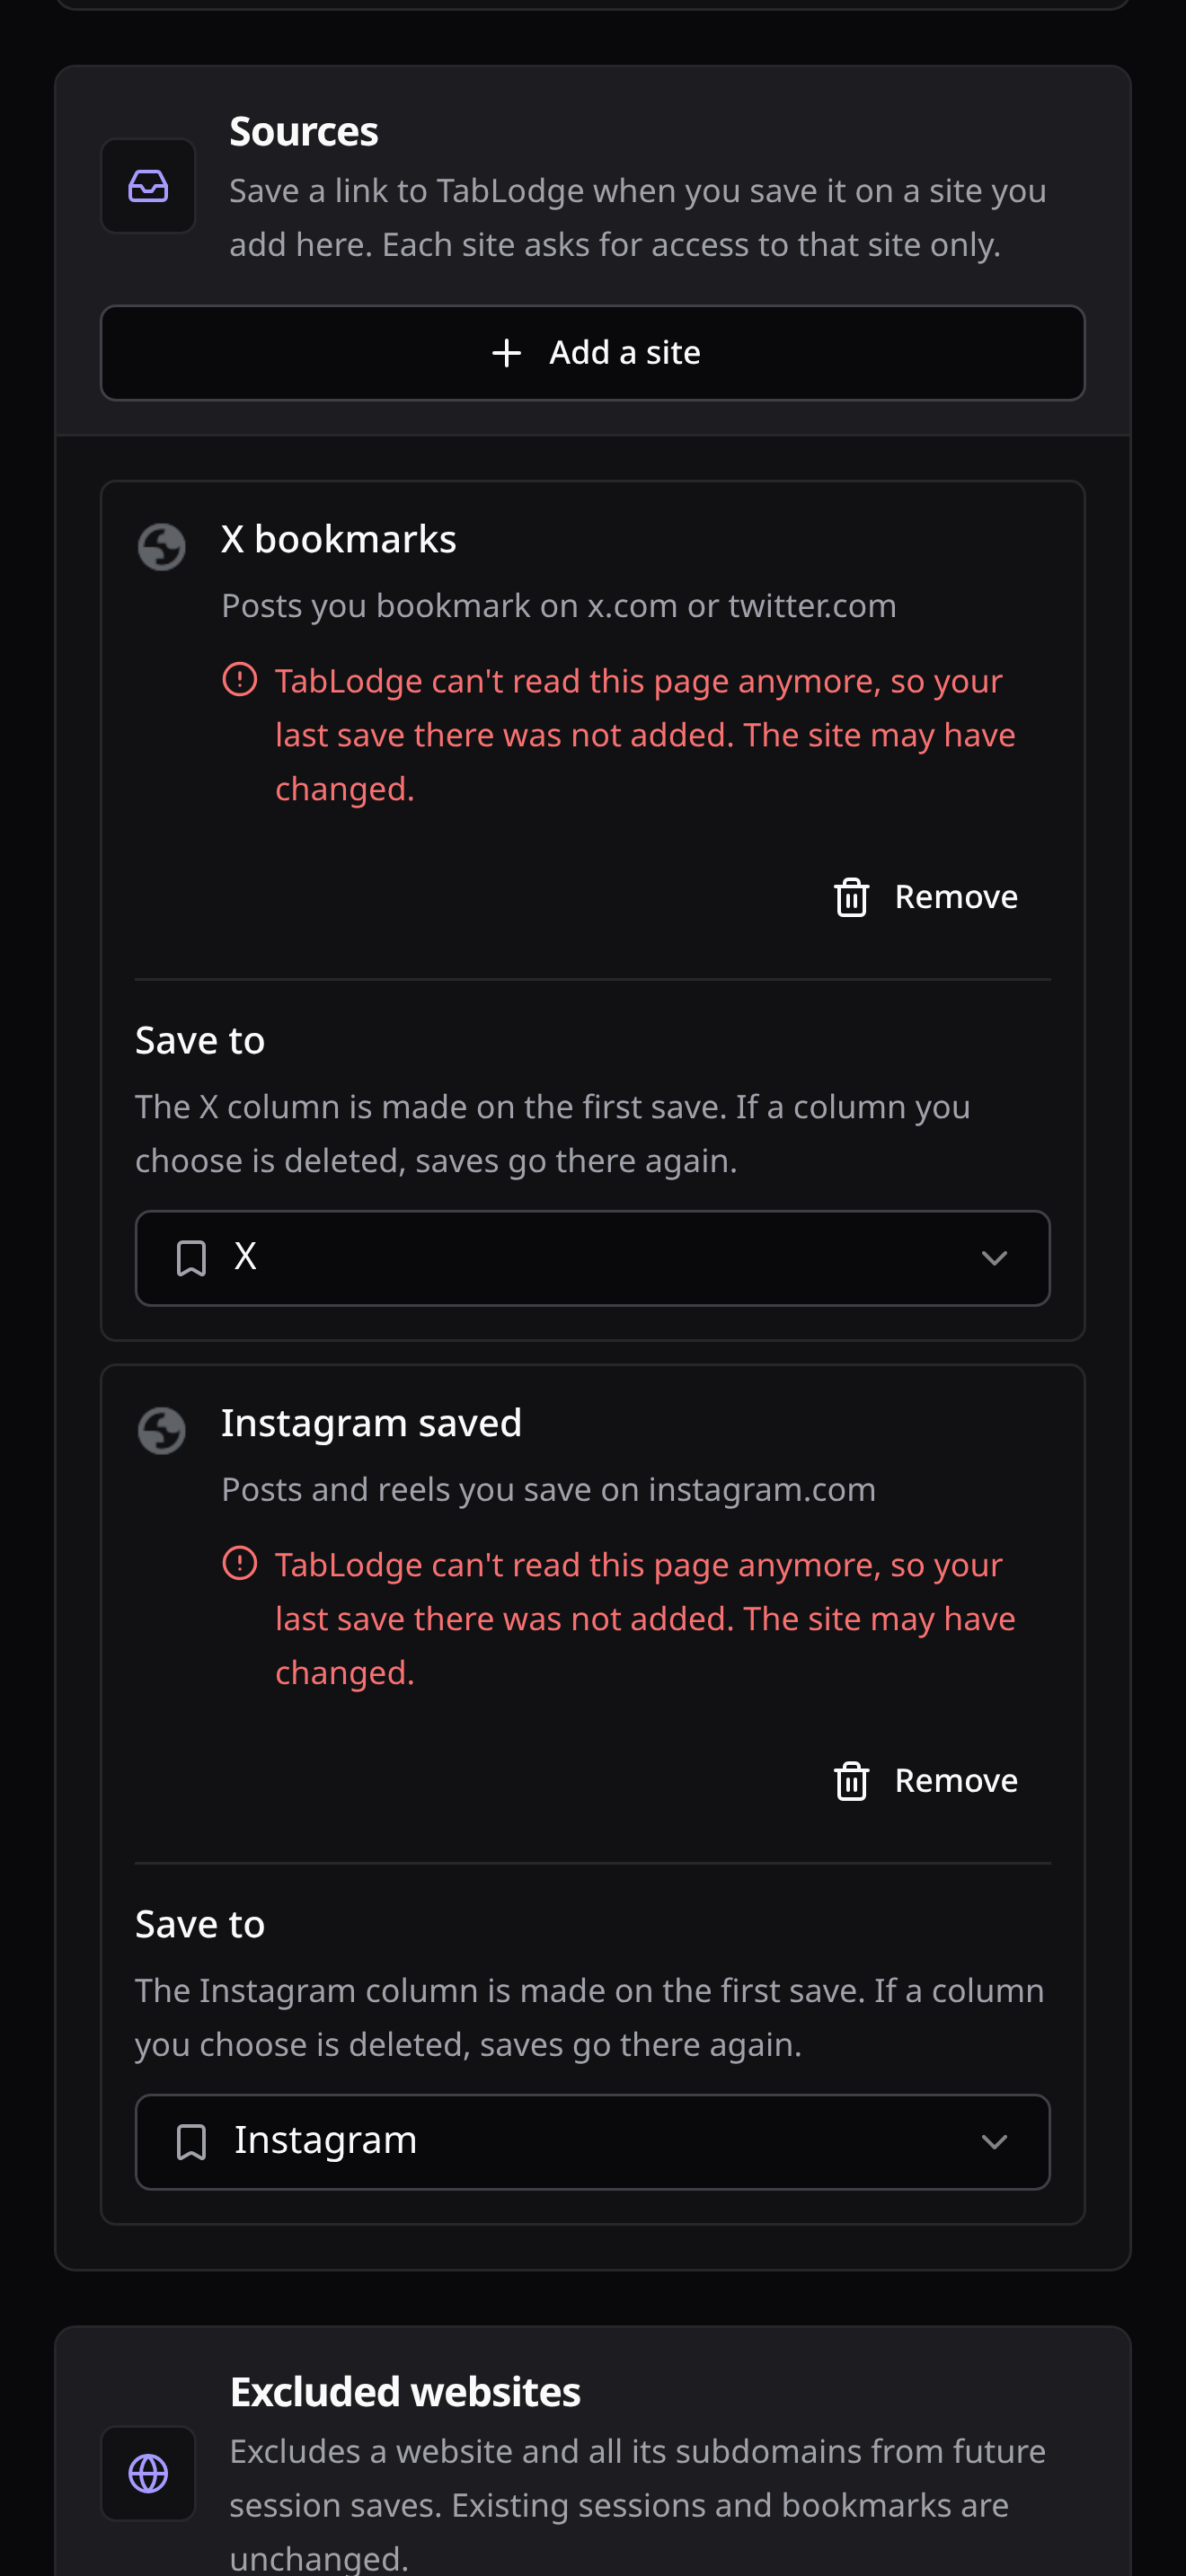 Sources
Save a link to TabLodge when you save it on a site you
add here. Each site asks for access to that site only.
Add a site
X bookmarks
Posts you bookmark on x.com or twitter.com
TabLodge can't read this page anymore, so your
last save there was not added. The site may have
changed.
Remove
Save to
The X column is made on the first save. If a column you
choose is deleted, saves go there again.
X
Instagram saved
Posts and reels you save on instagram.com
TabLodge can't read this page anymore, so your
last save there was not added. The site may have
changed.
Remove
Save to
The Instagram column is made on the first save. If a column
you choose is deleted, saves go there again.
Instagram
Excluded websites
Excludes a website and all its subdomains from future
session saves. Existing sessions and bookmarks are
unchanged.